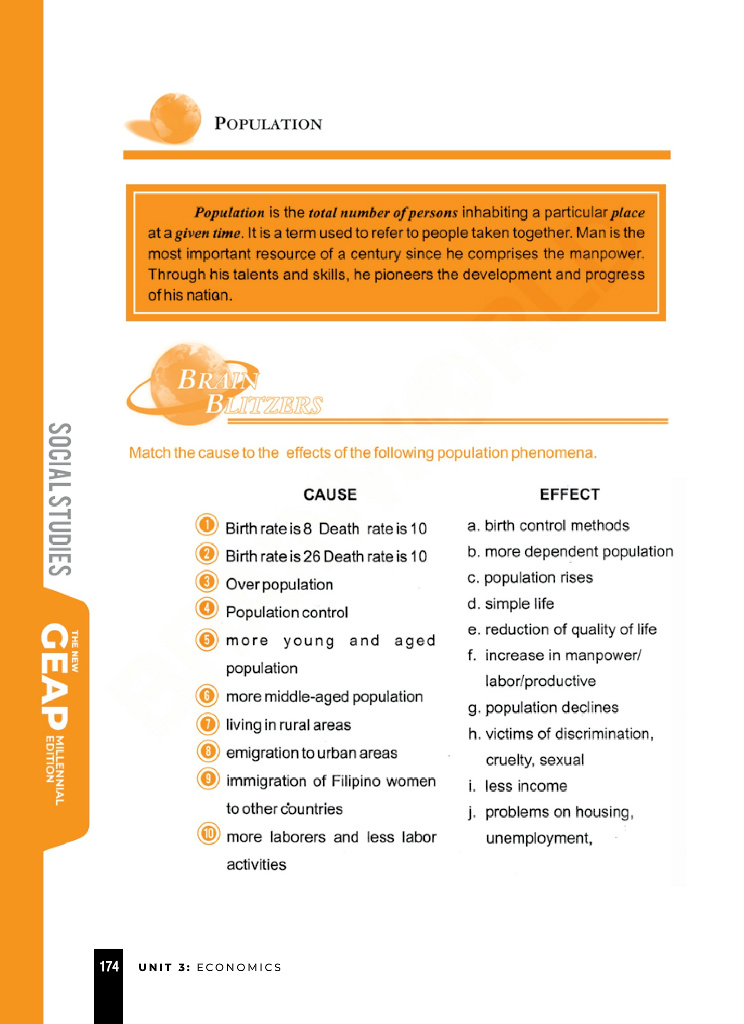 POPULATION
Population is the total number of persons inhabiting a particular place
at a given time. It is a term used to refer to people taken together. Man is the
most important resource of a century since he comprises the manpower.
Through his talents and skills, he pioneers the development and progress
of his nation.
BRAIN
BLITZERS
Match the cause to the effects of the following population phenomena.
CAUSE
1 Birth rate is 8 Death rate is 10
2 Birth rate is 26 Death rate is 10
3 Over population
4 Population control
5 more young and aged
population
6 more middle-aged population
7 living in rural areas
8 emigration to urban areas
9 immigration of Filipino women
to other countries
10 more laborers and less labor
activities
EFFECT
a. birth control methods
b. more dependent population
c. population rises
d. simple life
e. reduction of quality of life
f. increase in manpower/
labor/productive
g. population declines
h. victims of discrimination,
cruelty, sexual
i. less income
j. problems on housing,
unemployment,
SOCIAL STUDIES
THE NEW
GEAP
MILLENNIAL
EDITION
174 UNIT 3: ECONOMICS